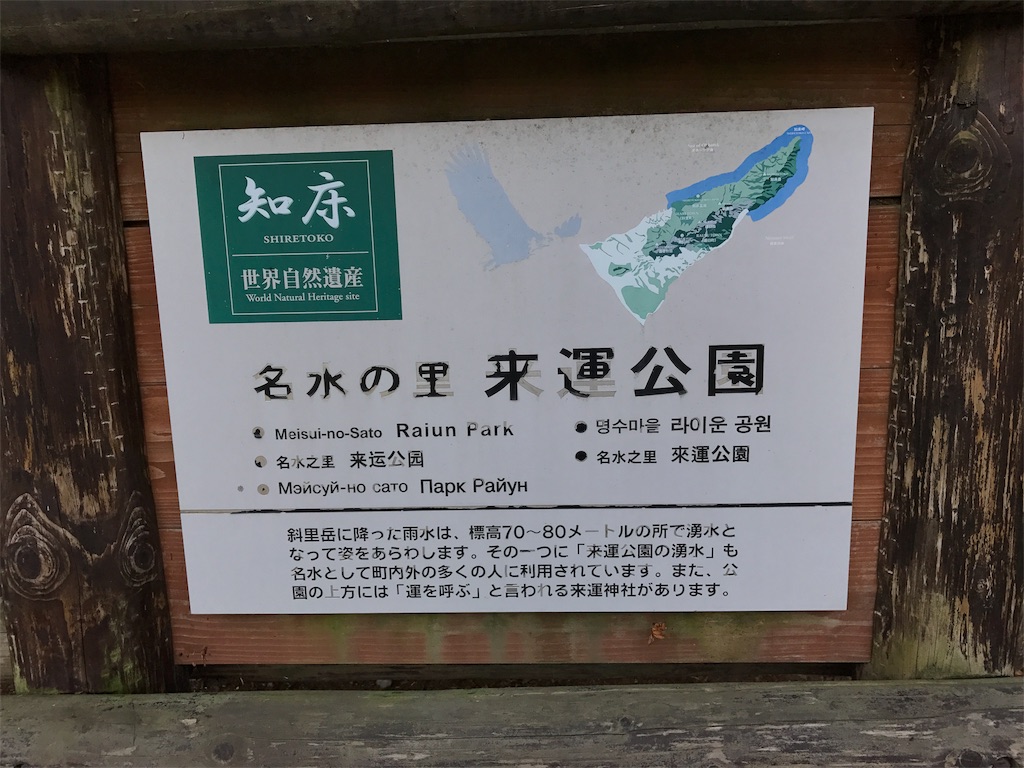 知床
SHIRETOKO
世界自然遺産
World Natural Heritage site
名水の里 来運公園
Meisui-no-Sato Raiun Park
名水之里 来运公园
Мэйсуй-но сато Парк Райун
명수마을 라이운 공원
名水之里 來運公園
斜里岳に降った雨水は、標高70～80メートルの所で湧水と
なって姿をあらわします。その一つに「来運公園の湧水」も
名水として町内外の多くの人に利用されています。また、公
園の上方には「運を呼ぶ」と言われる来運神社があります。